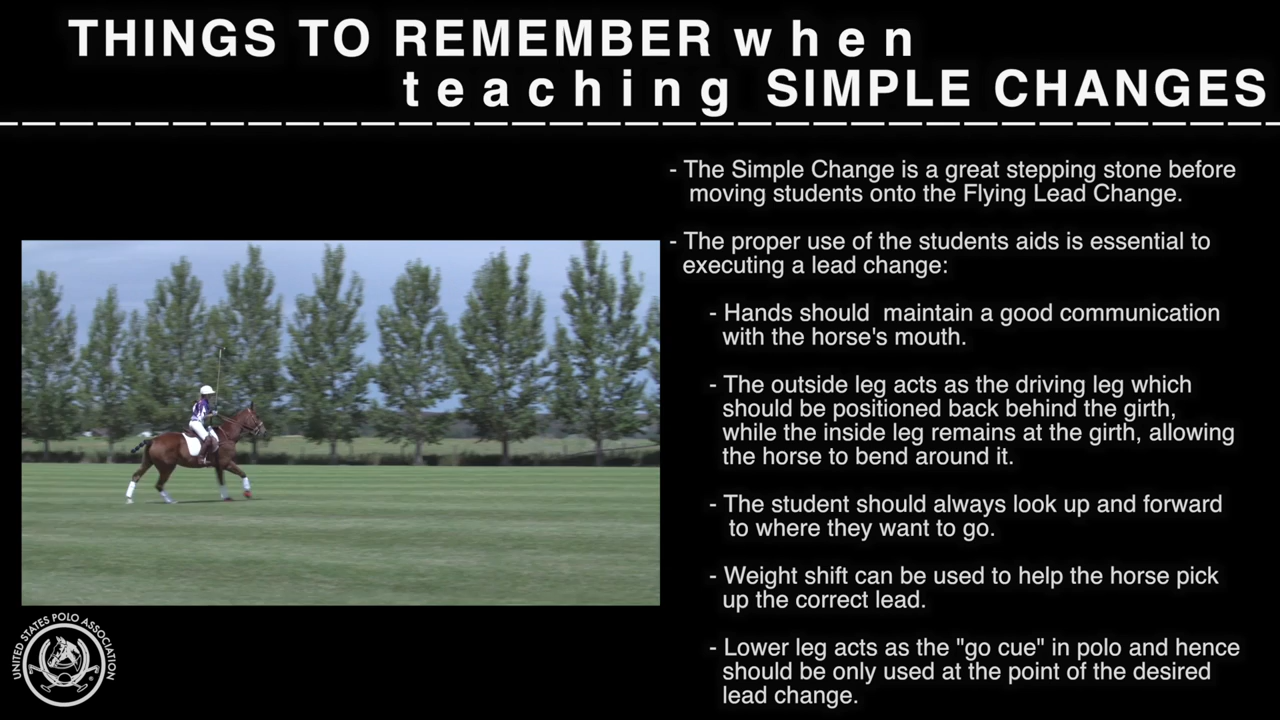 THINGS TO REMEMBER when
teaching SIMPLE CHANGES
- The Simple Change is a great stepping stone before
moving students onto the Flying Lead Change.
- The proper use of the students aids is essential to
executing a lead change:
- Hands should maintain a good communication
with the horse's mouth.
- The outside leg acts as the driving leg which
should be positioned back behind the girth,
while the inside leg remains at the girth, allowing
the horse to bend around it.
- The student should always look up and forward
to where they want to go.
- Weight shift can be used to help the horse pick
up the correct lead.
- Lower leg acts as the "go cue" in polo and hence
should be only used at the point of the desired
lead change.
UNITED STATES POLO ASSOCIATION